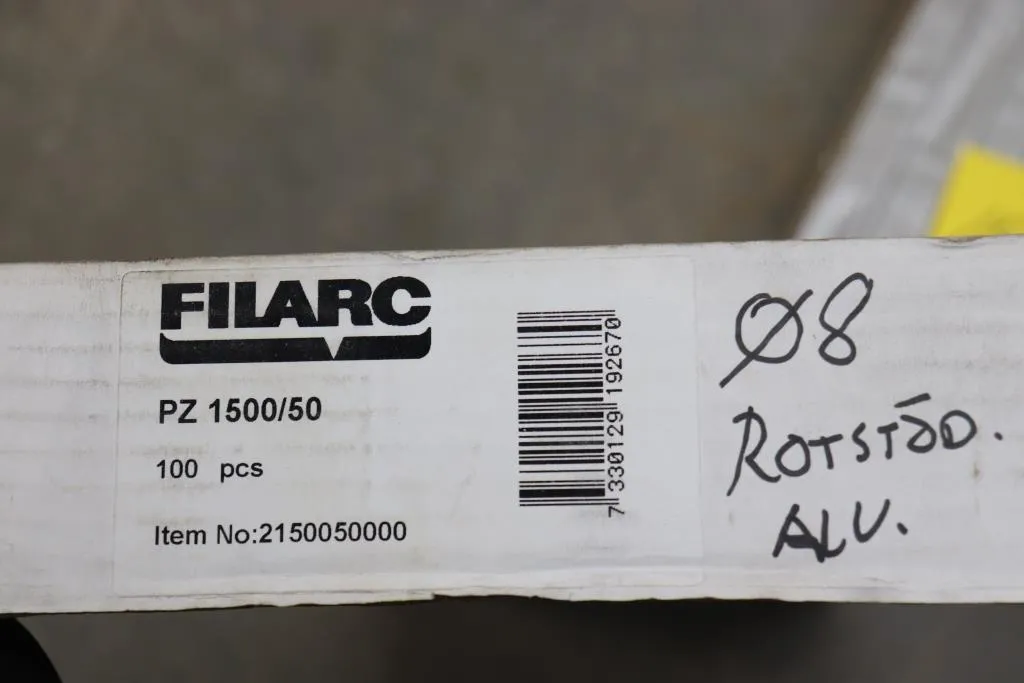 FILARC
PZ 1500/50
100 pcs
Item No:2150050000
7 330129 192670
Ø8
ROTSTÖD.
ALU.